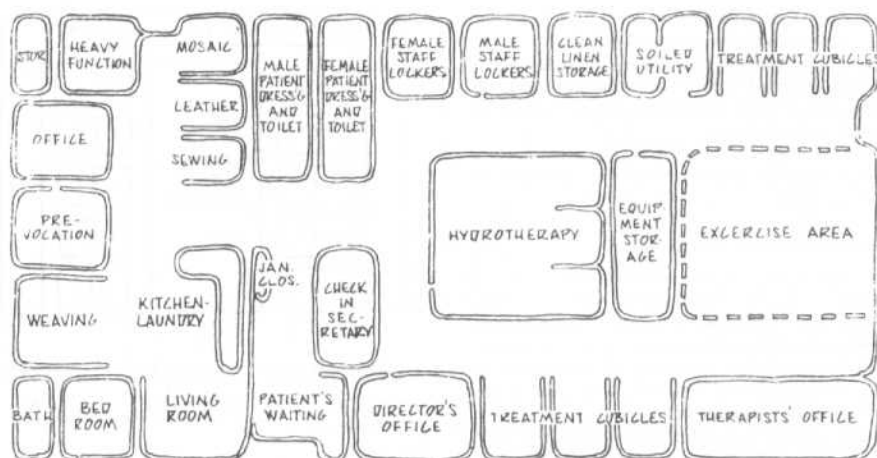 STOR.
HEAVY
FUNCTION
MOSAIC
LEATHER
SEWING
MALE
PATIENT
DRESS'G
AND
TOILET
FEMALE
PATIENT
DRESS'G
AND
TOILET
FEMALE
STAFF
LOCKERS
MALE
STAFF
LOCKERS
CLEAN
LINEN
STORAGE
SOILED
UTILITY
TREATMENT CUBICLES
OFFICE
PRE-
VOCATION
WEAVING
KITCHEN-
LAUNDRY
JAN.
CLOS.
CHECK
IN
SEC-
RETARY
HYDROTHERAPY
EQUIP-
MENT
STOR-
AGE
EXCERCISE AREA
BATH
BED
ROOM
LIVING
ROOM
PATIENT'S
WAITING
DIRECTOR'S
OFFICE
TREATMENT CUBICLES
THERAPISTS' OFFICE